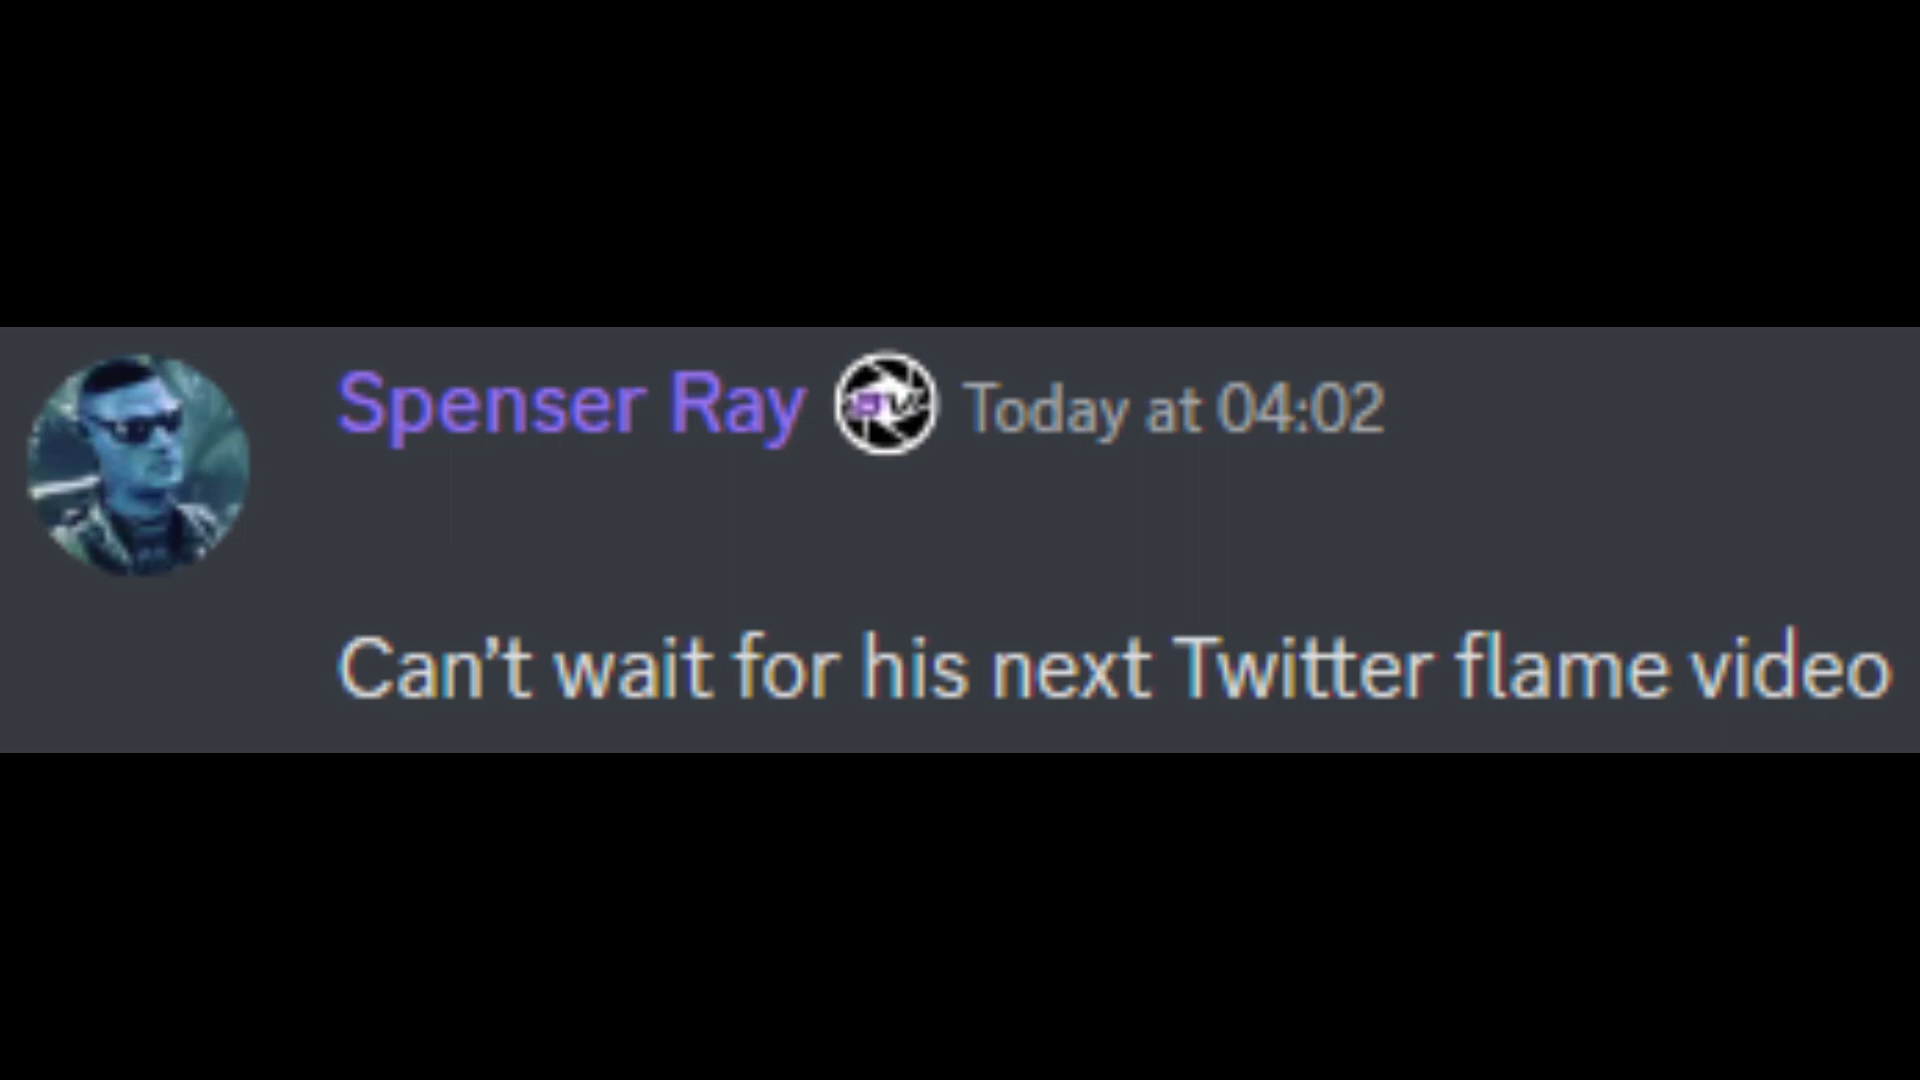 Spenser Ray Today at 04:02
Can't wait for his next Twitter flame video